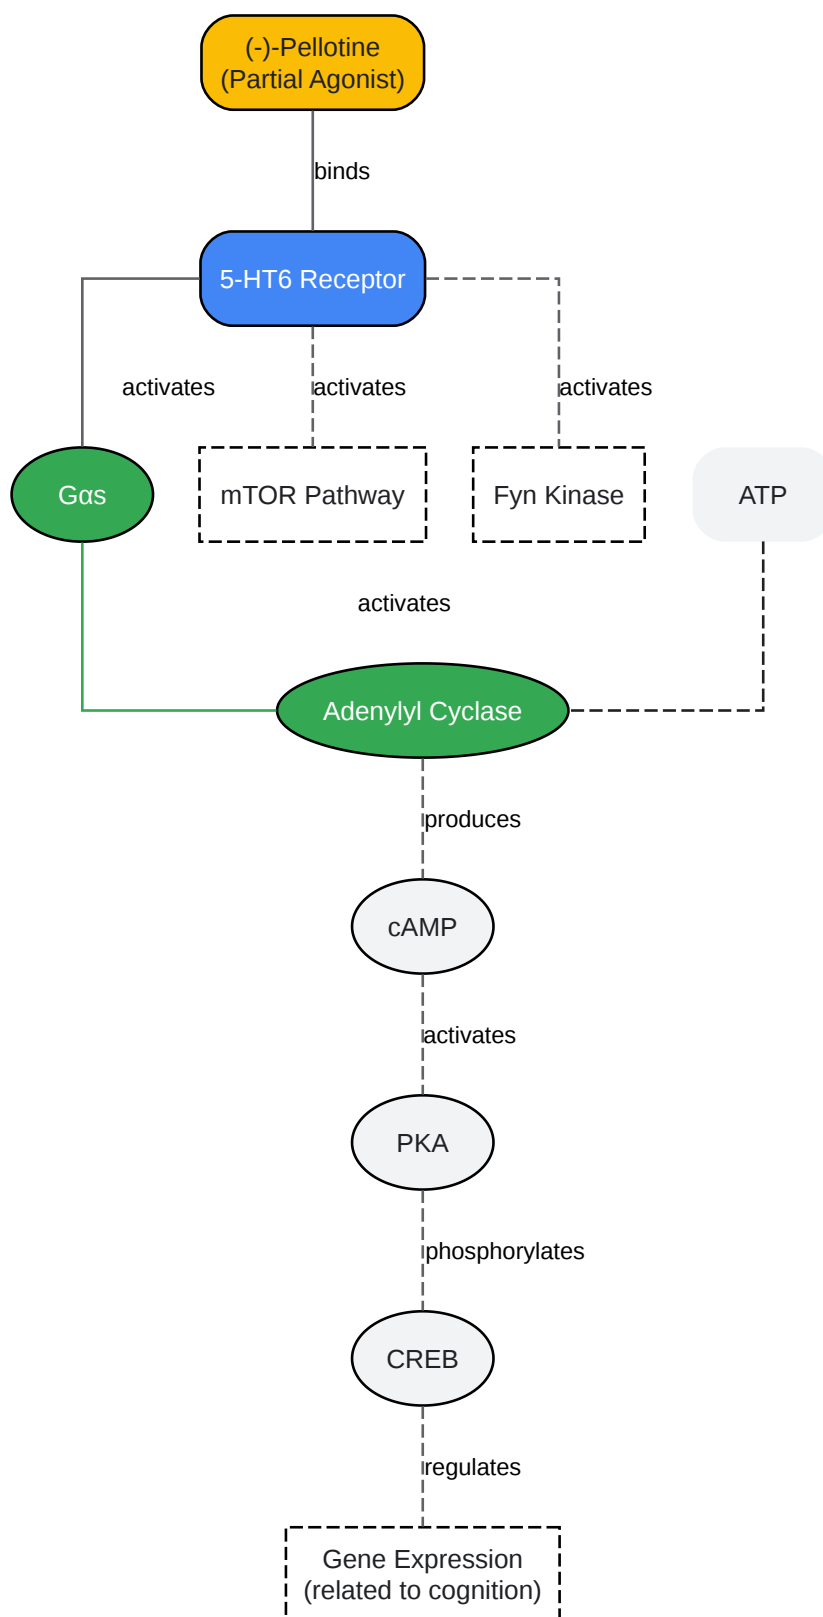 (-)-Pellotine
(Partial Agonist)
binds
5-HT6 Receptor
activates
activates
activates
Gαs
mTOR Pathway
Fyn Kinase
ATP
activates
Adenylyl Cyclase
produces
cAMP
activates
PKA
phosphorylates
CREB
regulates
Gene Expression
(related to cognition)